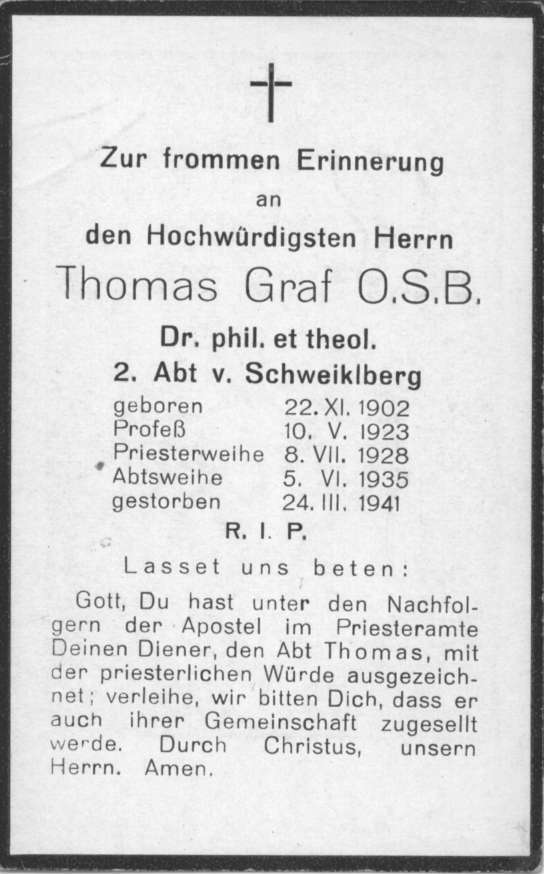 Zur frommen Erinnerung
an
den Hochwürdigsten Herrn
Thomas Graf O.S.B.
Dr. phil. et theol.
2. Abt v. Schweiklberg
geboren 22. XI. 1902
Profeß 10. V. 1923
Priesterweihe 8. VII. 1928
Abtsweihe 5. VI. 1935
gestorben 24. III. 1941
R. I. P.
Lasset uns beten:
Gott, Du hast unter den Nachfol-
gern der Apostel im Priesteramte
Deinen Diener, den Abt Thomas, mit
der priesterlichen Würde ausgezeich-
net; verleihe, wir bitten Dich, dass er
auch ihrer Gemeinschaft zugesellt
werde. Durch Christus, unsern
Herrn. Amen.